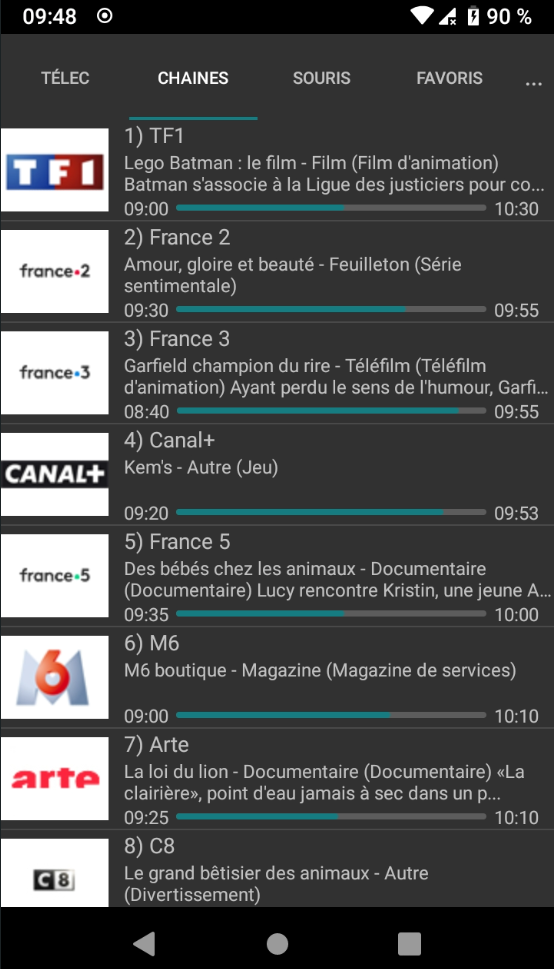 09:48
90 %
TÉLEC
CHAINES
SOURIS
FAVORIS
...
TF1
1) TF1
Lego Batman : le film - Film (Film d'animation)
Batman s'associe à la Ligue des justiciers pour co...
09:00
10:30
france•2
2) France 2
Amour, gloire et beauté - Feuilleton (Série
sentimentale)
09:30
09:55
france•3
3) France 3
Garfield champion du rire - Téléfilm (Téléfilm
d'animation) Ayant perdu le sens de l'humour, Garfi...
08:40
09:55
CANAL+
4) Canal+
Kem's - Autre (Jeu)
09:20
09:53
france•5
5) France 5
Des bébés chez les animaux - Documentaire
(Documentaire) Lucy rencontre Kristin, une jeune A...
09:35
10:00
M6
6) M6
M6 boutique - Magazine (Magazine de services)
09:00
10:10
arte
7) Arte
La loi du lion - Documentaire (Documentaire) «La
clairière», point d'eau jamais à sec dans un p...
09:25
10:10
C8
8) C8
Le grand bêtisier des animaux - Autre
(Divertissement)